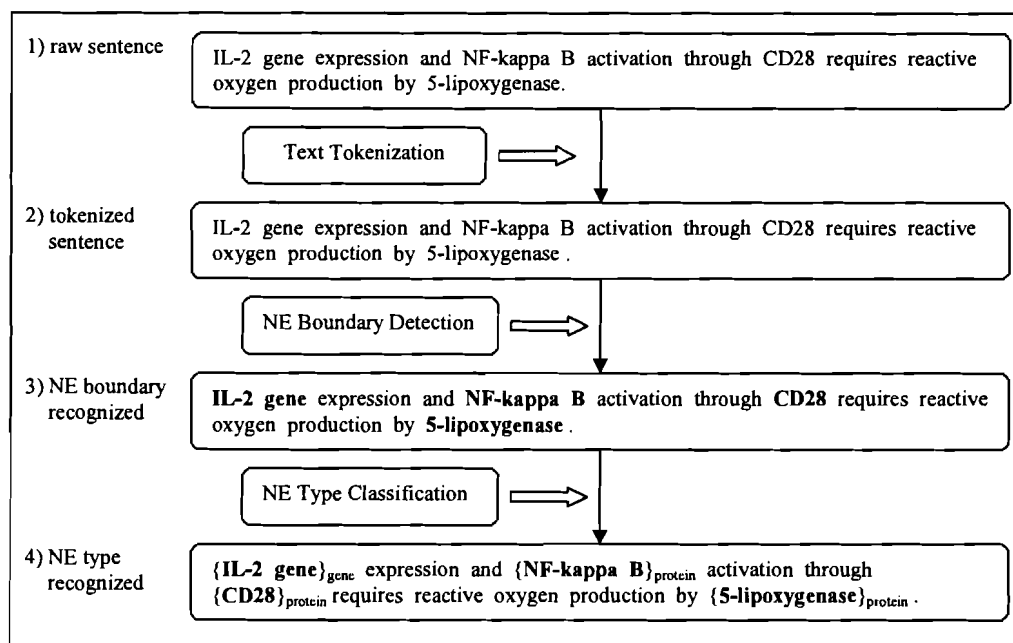 1) raw sentence
IL-2 gene expression and NF-kappa B activation through CD28 requires reactive
oxygen production by 5-lipoxygenase.
Text Tokenization
2) tokenized
sentence
IL-2 gene expression and NF-kappa B activation through CD28 requires reactive
oxygen production by 5-lipoxygenase .
NE Boundary Detection
3) NE boundary
recognized
IL-2 gene expression and NF-kappa B activation through CD28 requires reactive
oxygen production by 5-lipoxygenase .
NE Type Classification
4) NE type
recognized
{IL-2 gene}gene expression and {NF-kappa B}protein activation through
{CD28}protein requires reactive oxygen production by {5-lipoxygenase}protein .